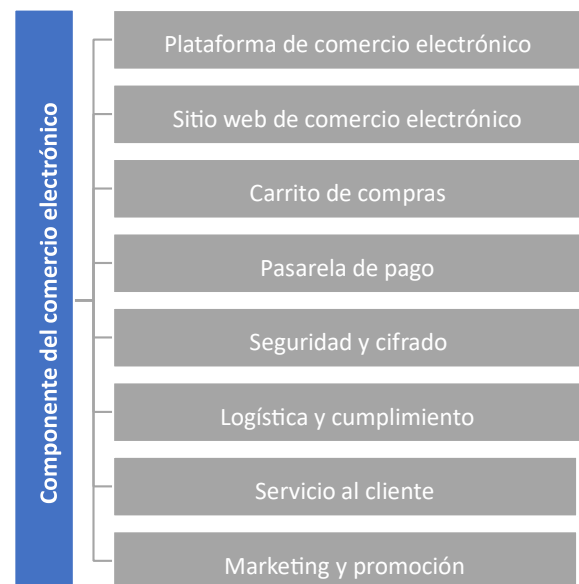 Componente del comercio electrónico
Plataforma de comercio electrónico
Sitio web de comercio electrónico
Carrito de compras
Pasarela de pago
Seguridad y cifrado
Logística y cumplimiento
Servicio al cliente
Marketing y promoción